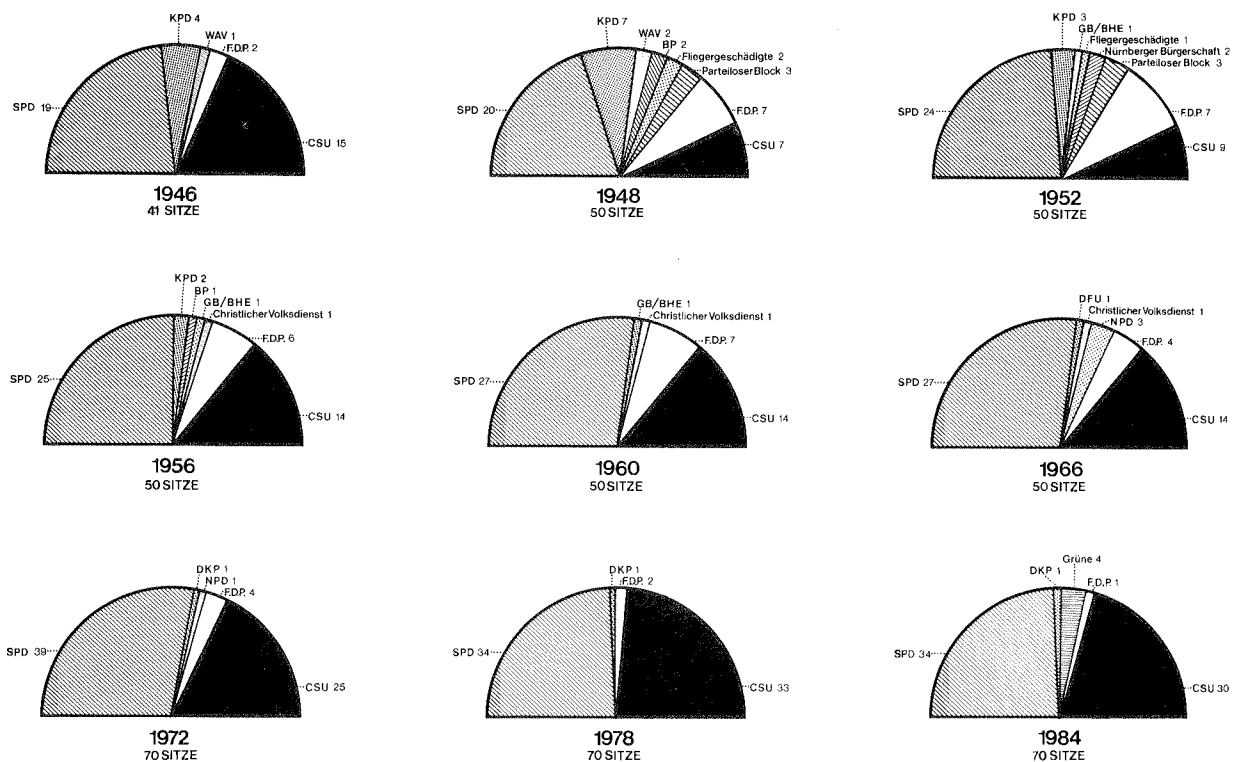 KPD 4
WAV 1
F.D.P. 2
SPD 19
CSU 15
1946
41 SITZE
KPD 7
WAV 2
BP 2
Fliegergeschädigte 2
Parteiloser Block 3
SPD 20
F.D.P. 7
CSU 7
1948
50 SITZE
KPD 3
GB/BHE 1
Fliegergeschädigte 1
Nürnberger Bürgerschaft 2
Parteiloser Block 3
SPD 24
F.D.P. 7
CSU 9
1952
50 SITZE
KPD 2
BP 1
GB/BHE 1
Christlicher Volksdienst 1
F.D.P. 6
SPD 25
CSU 14
1956
50 SITZE
GB/BHE 1
Christlicher Volksdienst 1
F.D.P. 7
SPD 27
CSU 14
1960
50 SITZE
DFU 1
Christlicher Volksdienst 1
NPD 3
F.D.P. 4
SPD 27
CSU 14
1966
50 SITZE
DKP 1
NPD 1
F.D.P. 4
SPD 39
CSU 25
1972
70 SITZE
DKP 1
F.D.P. 2
SPD 34
CSU 33
1978
70 SITZE
Grüne 4
DKP 1
F.D.P. 1
SPD 34
CSU 30
1984
70 SITZE